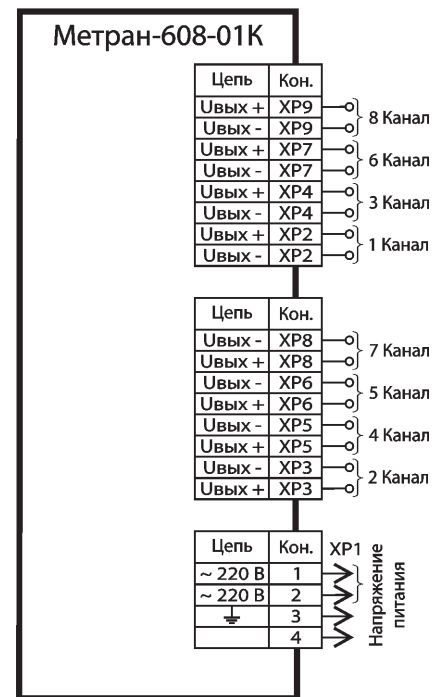 Метран-608-01К
Цепь Кон.
Uвых + XP9
Uвых - XP9
8 Канал
Uвых + XP7
Uвых - XP7
6 Канал
Uвых + XP4
Uвых - XP4
3 Канал
Uвых + XP2
Uвых - XP2
1 Канал
Цепь Кон.
Uвых - XP8
Uвых + XP8
7 Канал
Uвых - XP6
Uвых + XP6
5 Канал
Uвых - XP5
Uвых + XP5
4 Канал
Uвых - XP3
Uвых + XP3
2 Канал
Цепь Кон. XP1
~ 220 В 1
~ 220 В 2
3
4
Напряжение
питания